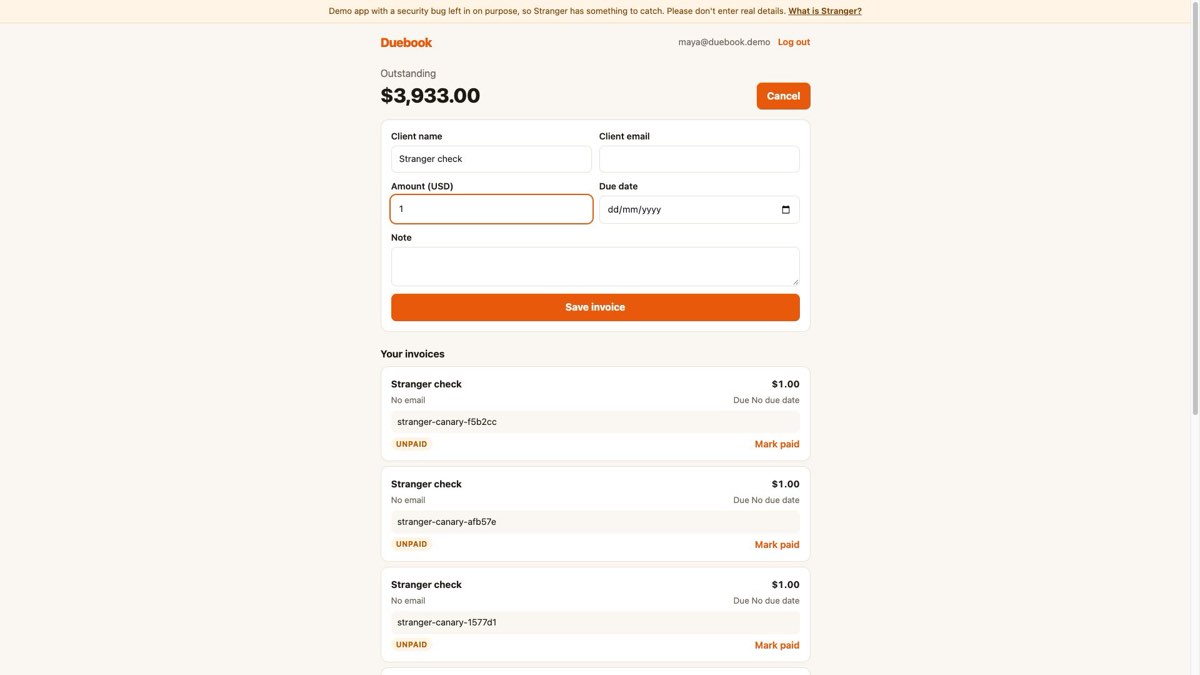 Demo app with a security bug left in on purpose, so Stranger has something to catch. Please don't enter real details. What is Stranger?
Duebook
maya@duebook.demo Log out
Outstanding
$3,933.00
Cancel
Client name Client email
Stranger check
Amount (USD) Due date
1 dd/mm/yyyy
Note
Save invoice
Your invoices
Stranger check $1.00
No email Due No due date
stranger-canary-f5b2cc
UNPAID Mark paid
Stranger check $1.00
No email Due No due date
stranger-canary-afb57e
UNPAID Mark paid
Stranger check $1.00
No email Due No due date
stranger-canary-1577d1
UNPAID Mark paid